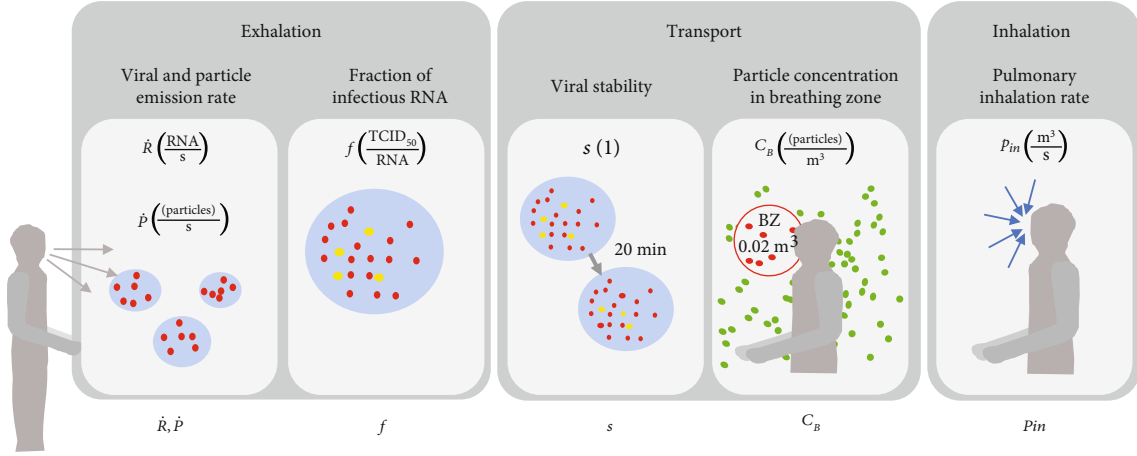 Exhalation
Transport
Inhalation
Viral and particle
emission rate
Fraction of
infectious RNA
Viral stability
Particle concentration
in breathing zone
Pulmonary
inhalation rate
Ṙ (RNA/s)
Ṗ ((particles)/s)
f (TCID₅₀/RNA)
s (1)
20 min
C_B ((particles)/m³)
BZ
0.02 m³
p_in (m³/s)
Ṙ, Ṗ
f
s
C_B
Pin